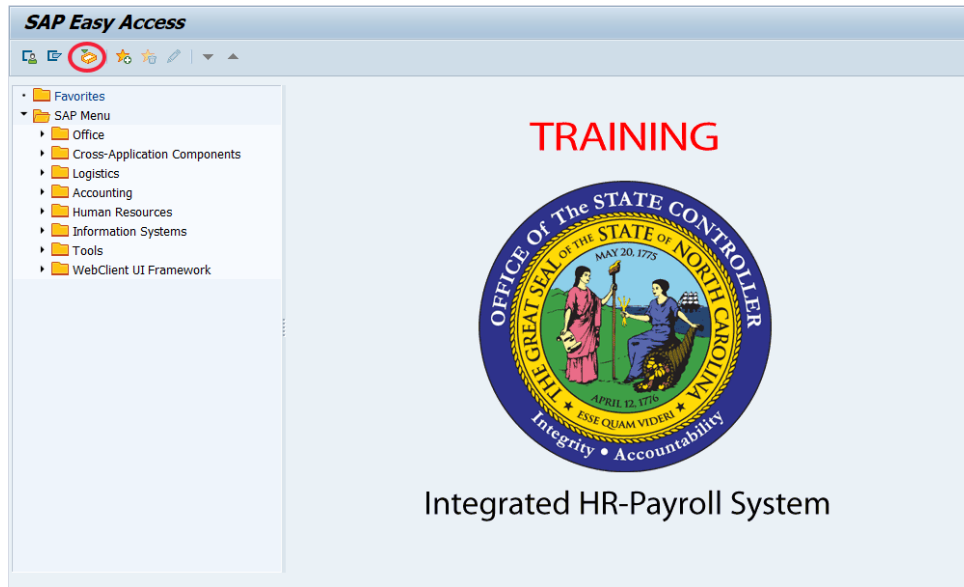 SAP Easy Access
Favorites
SAP Menu
Office
Cross-Application Components
Logistics
Accounting
Human Resources
Information Systems
Tools
WebClient UI Framework
TRAINING
OFFICE OF The STATE CONTROLLER
THE GREAT SEAL OF THE STATE OF NORTH CAROLINA
MAY 20, 1775
APRIL 12, 1776
ESSE QUAM VIDERI
Integrity • Accountability
Integrated HR-Payroll System